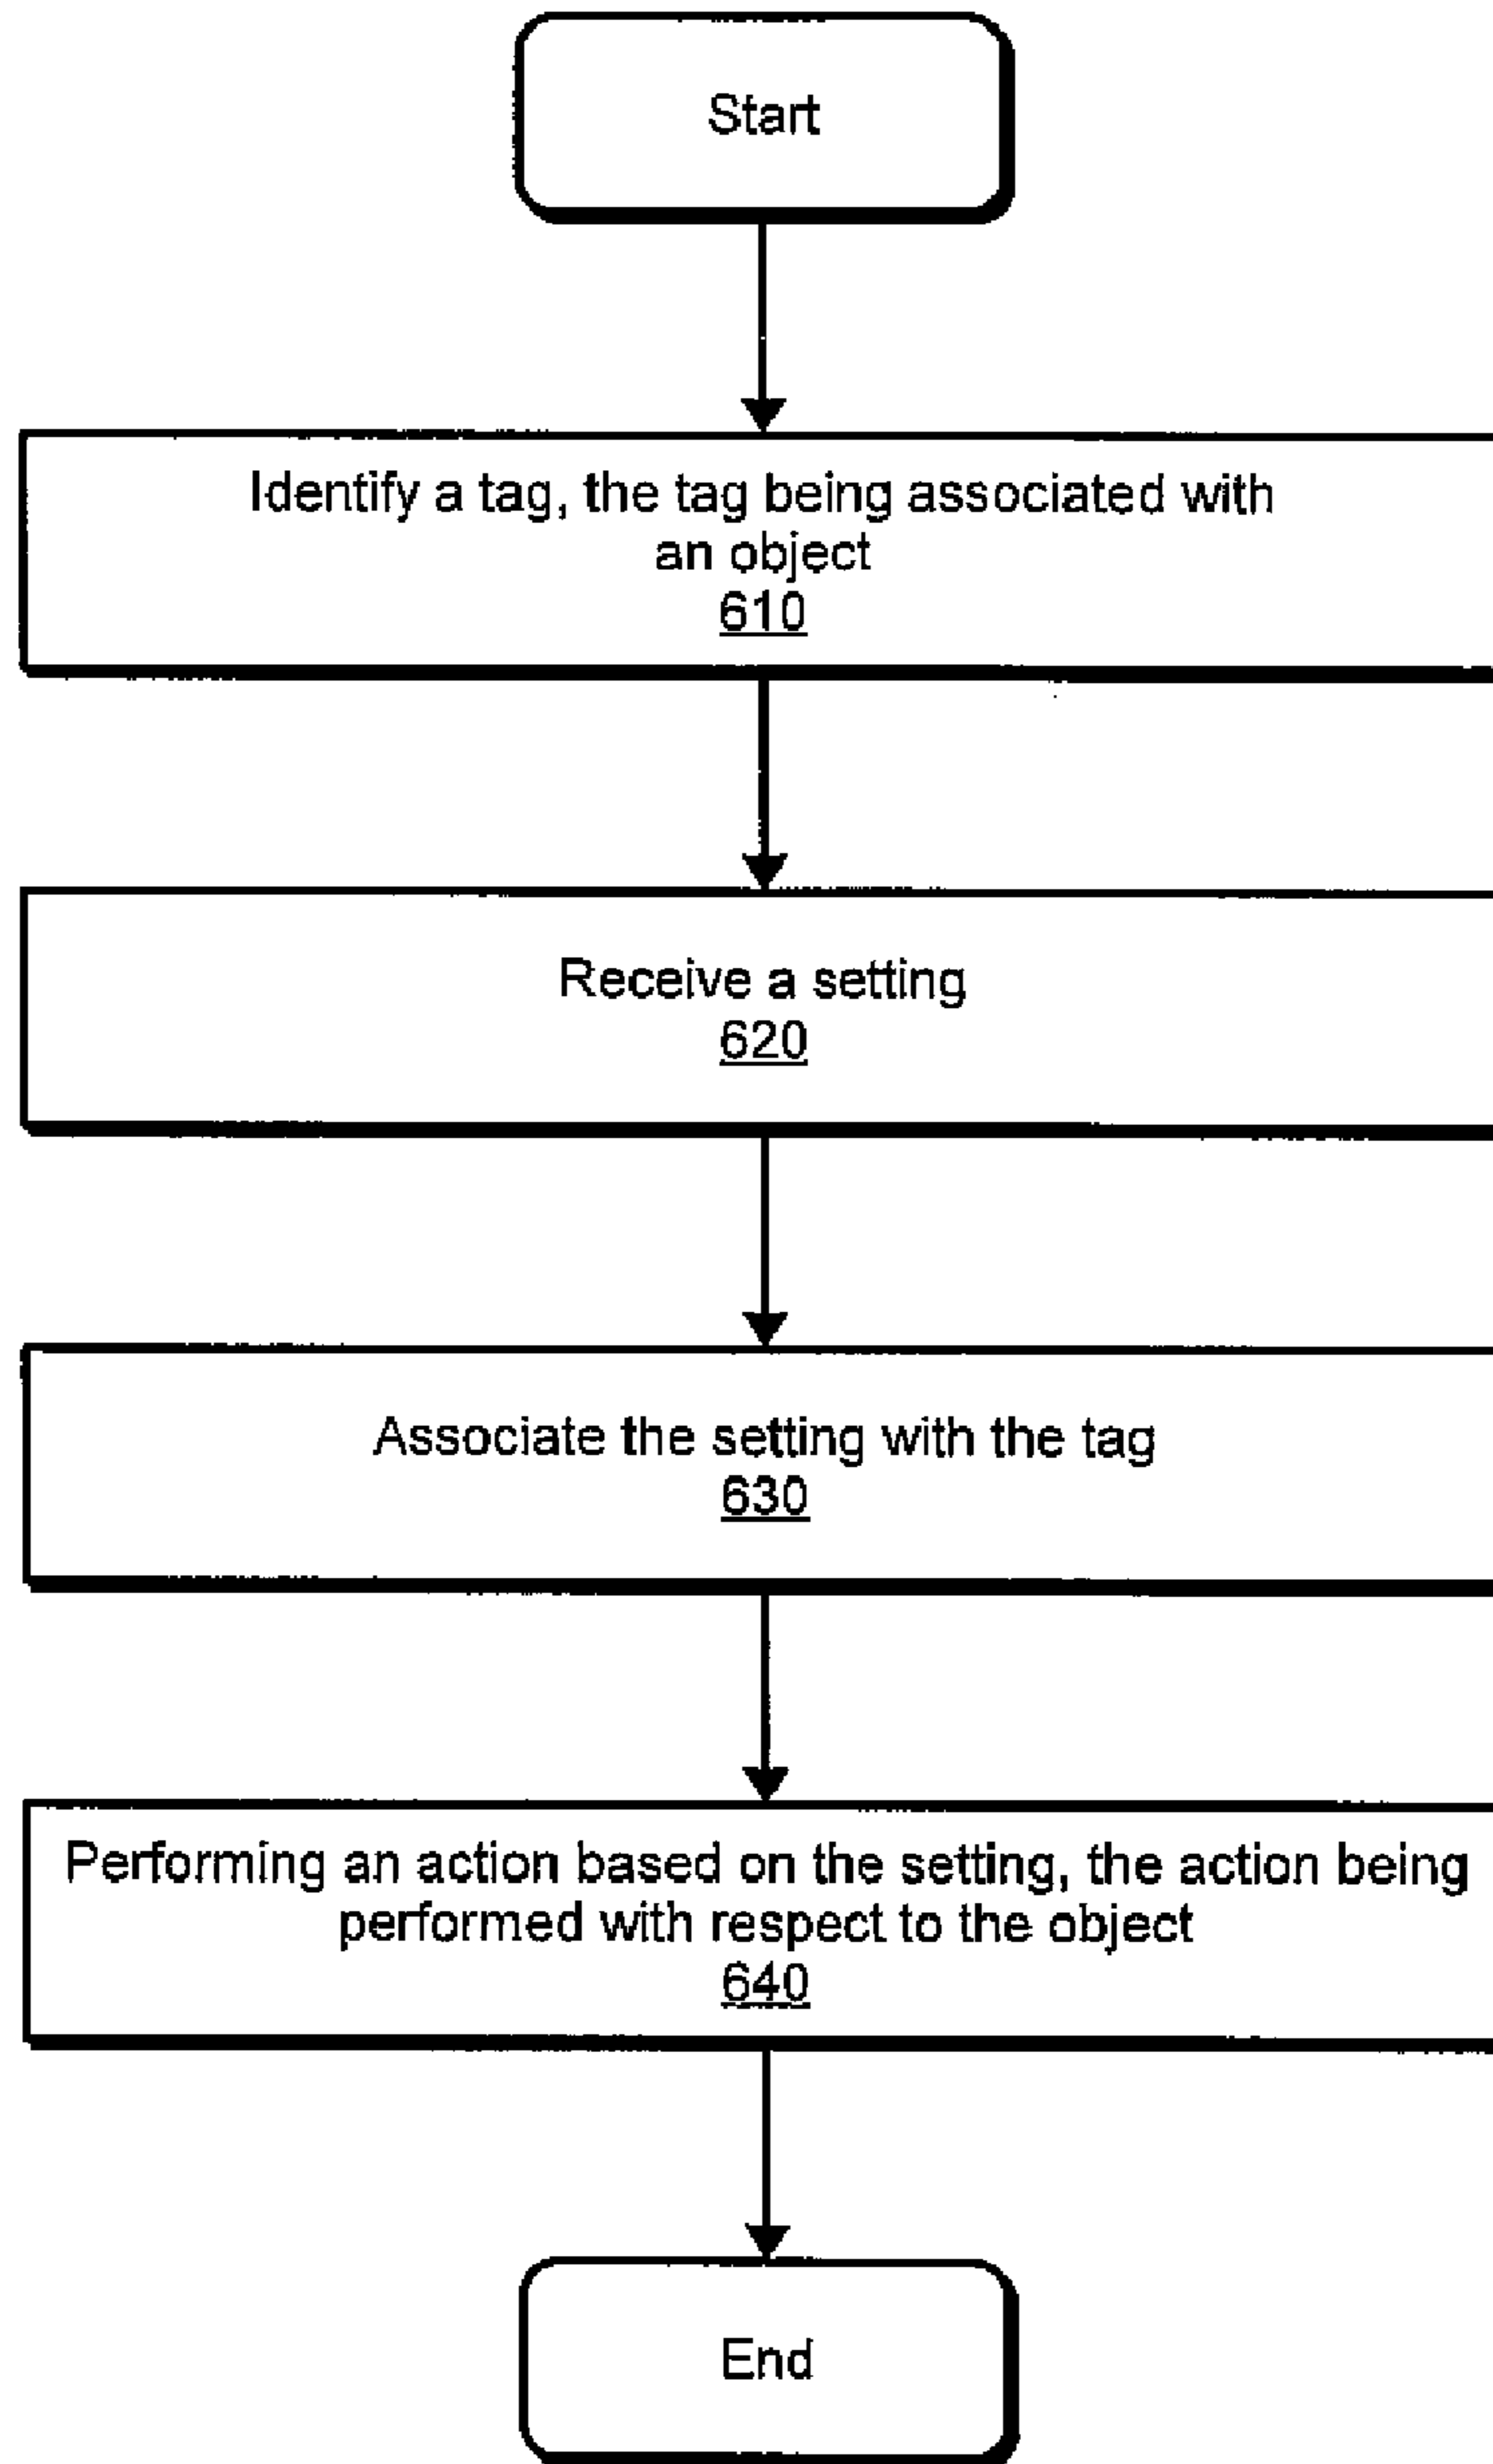 Start
Identify a tag, the tag being associated with
an object
610
Receive a setting
620
Associate the setting with the tag
630
Performing an action based on the setting, the action being
performed with respect to the object
640
End